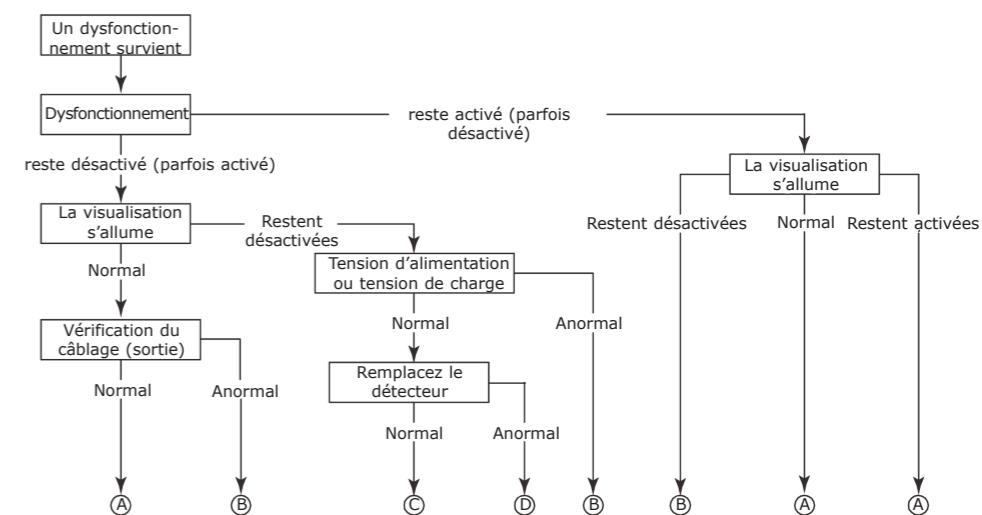 Un dysfonction-
nement survient
Dysfonctionnement
reste activé (parfois
désactivé)
reste désactivé (parfois activé)
La visualisation
s’allume
La visualisation
s’allume
Restent
désactivées
Restent désactivées
Normal
Restent activées
Normal
Tension d’alimentation
ou tension de charge
Vérification du
câblage (sortie)
Normal
Anormal
Remplacez le
détecteur
Normal
Anormal
Normal
Anormal
A
B
C
D
B
B
A
A